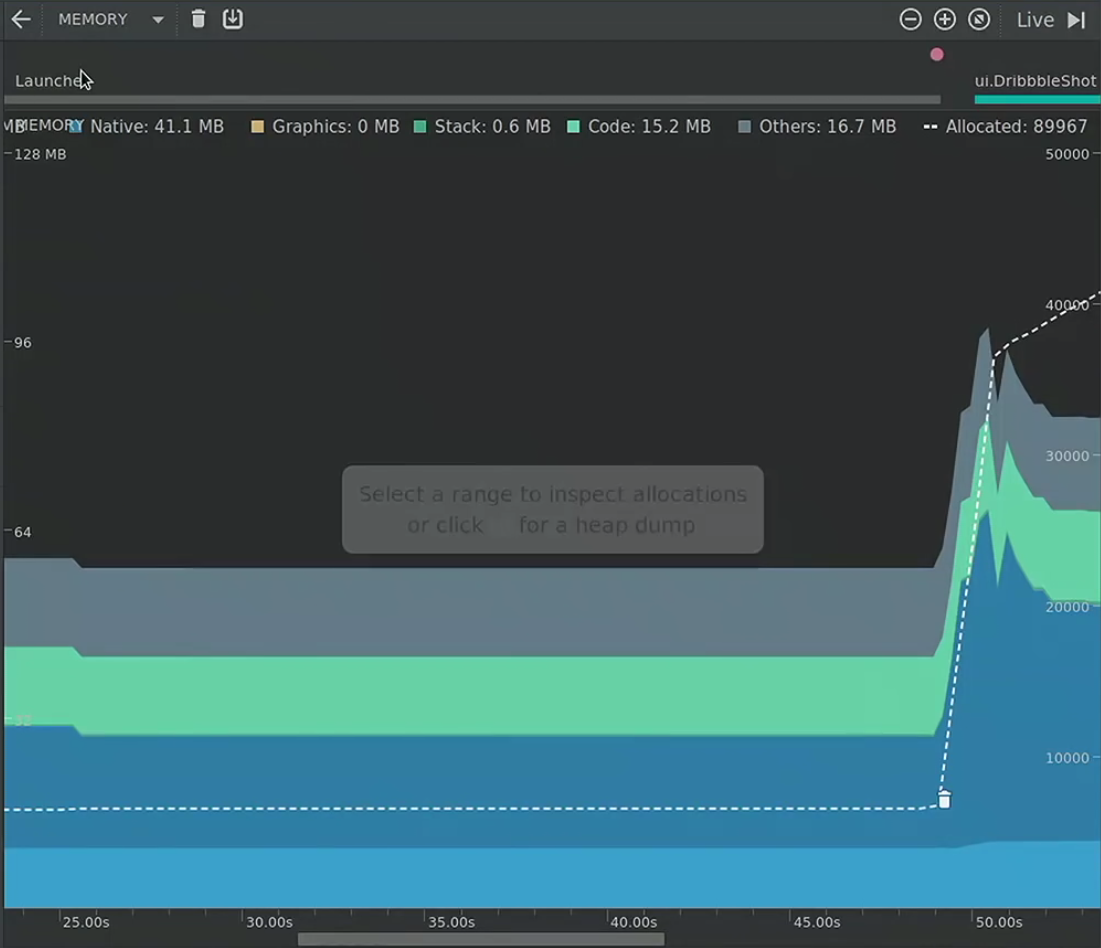 MEMORY
Live
Launche
ui.DribbbleShot
MB
MEMORY
Native: 41.1 MB
Graphics: 0 MB
Stack: 0.6 MB
Code: 15.2 MB
Others: 16.7 MB
Allocated: 89967
128 MB
50000
40000
96
Select a range to inspect allocations
or click for a heap dump
30000
64
20000
32
10000
25.00s
30.00s
35.00s
40.00s
45.00s
50.00s